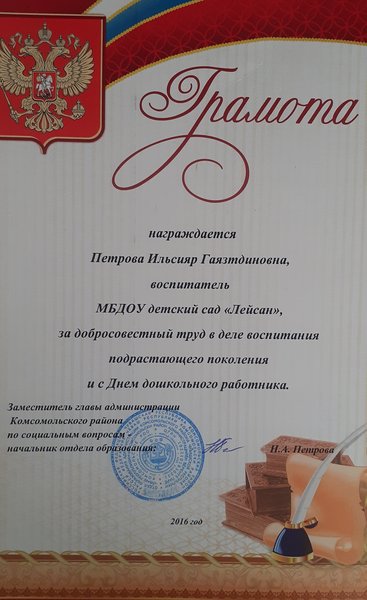 Грамота
награждается
Петрова Ильсияр Гаязтдиновна,
воспитатель
МБДОУ детский сад «Лейсан»,
за добросовестный труд в деле воспитания
подрастающего поколения
и с Днем дошкольного работника.
Заместитель главы администрации
Комсомольского района
по социальным вопросам -
начальник отдела образования:
Н.А. Петрова
2016 год